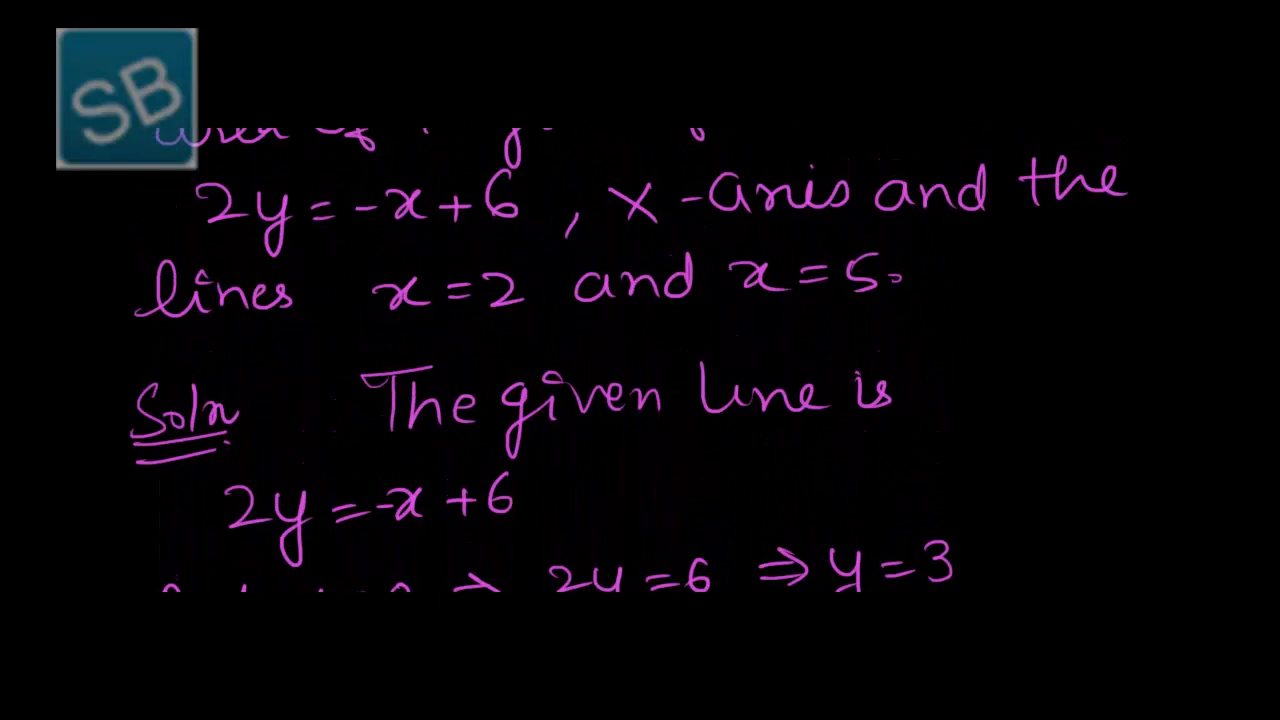 SB
2y = -x + 6 , X-axis and the
lines x = 2 and x = 5.
Soln The given line is
2y = -x + 6
2y = 6 ⇒ y = 3